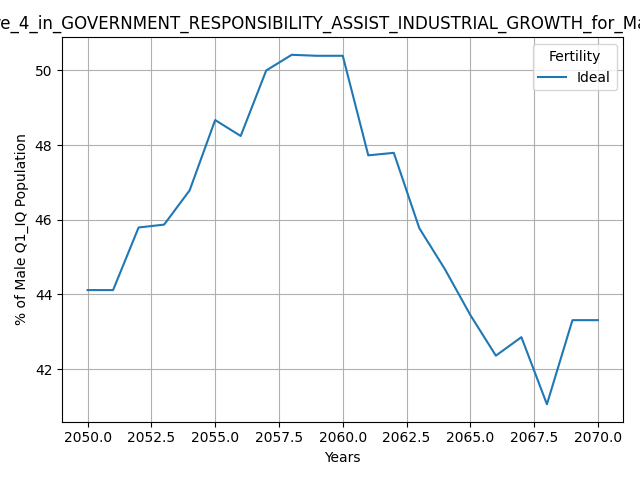 e_4_in_GOVERNMENT_RESPONSIBILITY_ASSIST_INDUSTRIAL_GROWTH_for_Ma
Fertility
Ideal
50
48
46
44
42
% of Male Q1_IQ Population
2050.0 2052.5 2055.0 2057.5 2060.0 2062.5 2065.0 2067.5 2070.0
Years